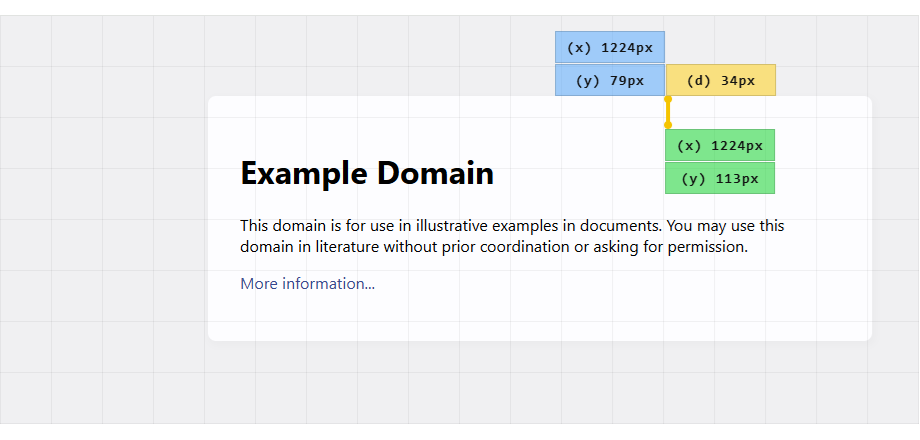 (x) 1224px
(y) 79px
(d) 34px
(x) 1224px
(y) 113px
Example Domain
This domain is for use in illustrative examples in documents. You may use this
domain in literature without prior coordination or asking for permission.
More information...